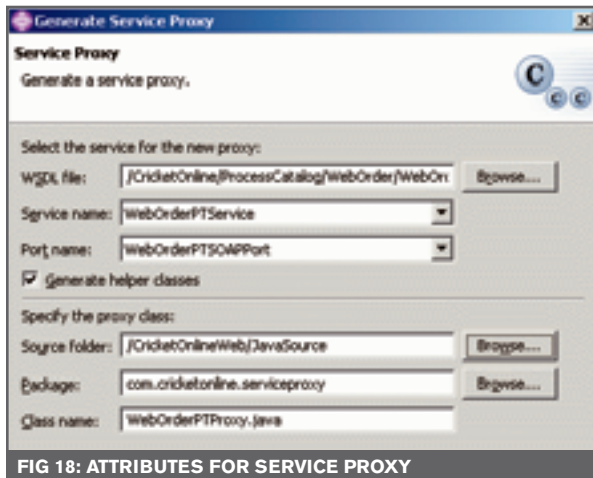 Generate Service Proxy
Service Proxy
Generate a service proxy.
C
C C
Select the service for the new proxy:
WSDL file: /CricketOnline/ProcessCatalog/WebOrder/WebOr Browse....
Service name: WebOrderPTService
Port name: WebOrderPTSOAPPort
Generate helper classes
Specify the proxy class:
Source folder: /CricketOnlineWeb/JavaSource Browse....
Package: com.cricketonline.serviceproxy Browse....
Class name: WebOrderPTProxy.java
FIG 18: ATTRIBUTES FOR SERVICE PROXY